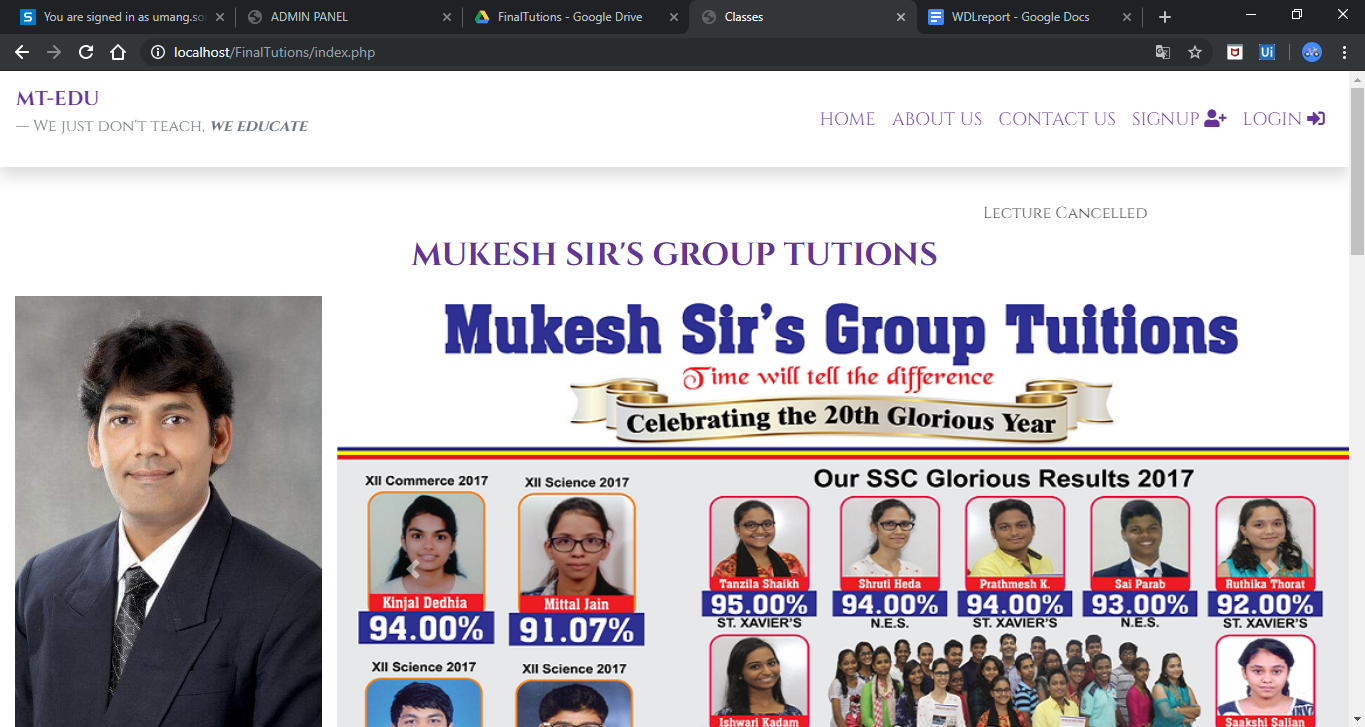 You are signed in as umang.so
ADMIN PANEL
FinalTutions - Google Drive
Classes
WDLreport - Google Docs
localhost/FinalTutions/index.php
Ui
MT-EDU
— We just don't teach, we educate
HOME ABOUT US CONTACT US SIGNUP LOGIN
Lecture Cancelled
MUKESH SIR'S GROUP TUTIONS
Mukesh Sir's Group Tuitions
Time will tell the difference
Celebrating the 20th Glorious Year
XII Commerce 2017
Kinjal Dedhia
94.00%
XII Science 2017
Mittal Jain
91.07%
XII Science 2017
XII Science 2017
Our SSC Glorious Results 2017
Tanzila Shaikh
95.00%
ST. XAVIER'S
Shruti Heda
94.00%
N.E.S.
Prathmesh K.
94.00%
ST. XAVIER'S
Sai Parab
93.00%
N.E.S.
Ruthika Thorat
92.00%
ST. XAVIER'S
Ishwari Kadam
Saakshi Salian